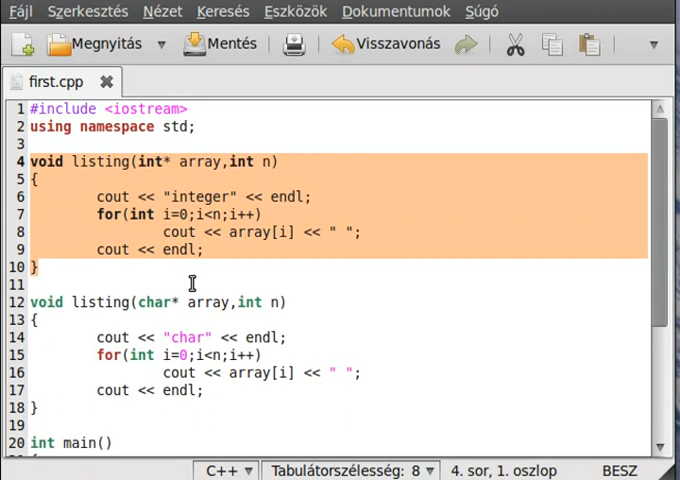 Fájl Szerkesztés Nézet Keresés Eszközök Dokumentumok Súgó
Megnyitás Mentés Visszavonás
first.cpp
1 #include <iostream>
2 using namespace std;
3
4 void listing(int* array,int n)
5 {
6 cout << "integer" << endl;
7 for(int i=0;i<n;i++)
8 cout << array[i] << " ";
9 cout << endl;
10 }
11
12 void listing(char* array,int n)
13 {
14 cout << "char" << endl;
15 for(int i=0;i<n;i++)
16 cout << array[i] << " ";
17 cout << endl;
18 }
19
20 int main()
C++ Tabulátorszélesség: 8 4. sor, 1. oszlop BESZ